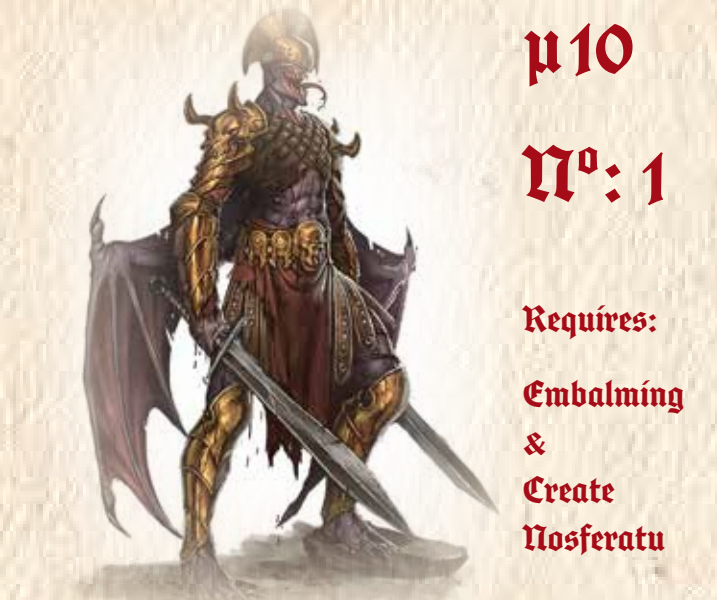 µ10
Nº: 1
Requires:
Embalming
&
Create
Nosferatu